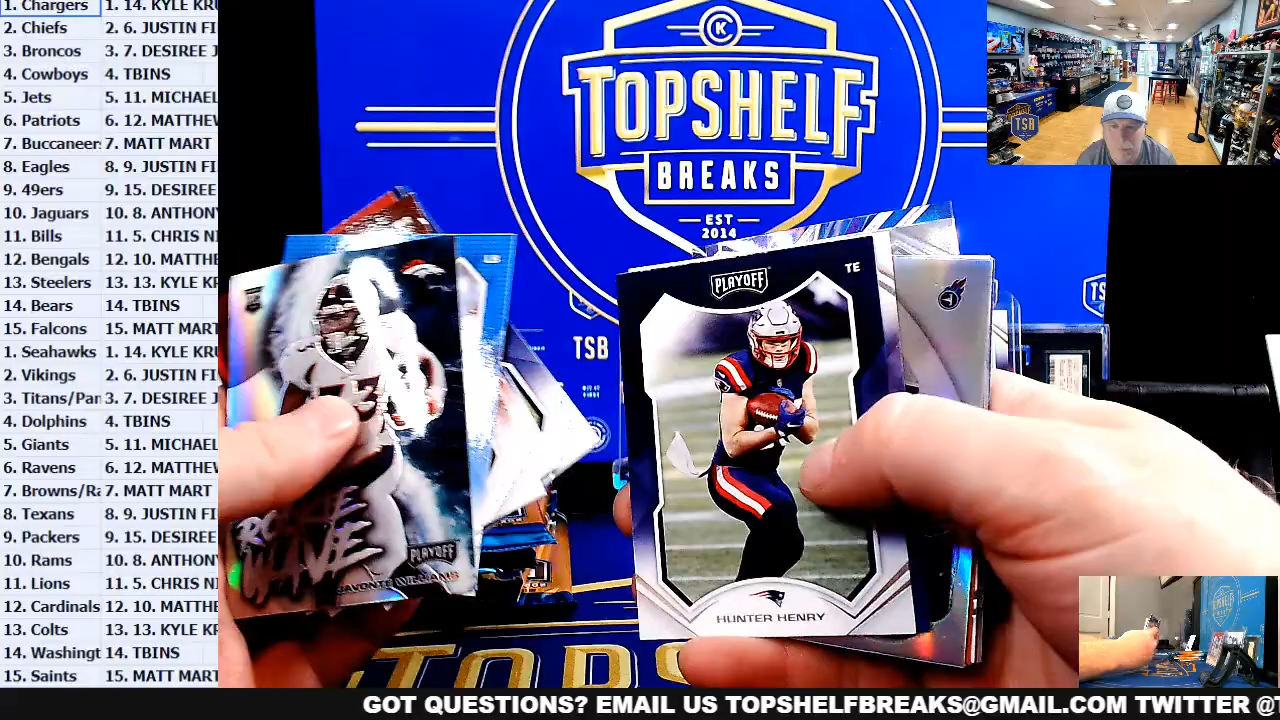 1. Chargers 1. 14. KYLE KRU
2. Chiefs 2. 6. JUSTIN FI
3. Broncos 3. 7. DESIREE J
4. Cowboys 4. TBINS
5. Jets 5. 11. MICHAEL
6. Patriots 6. 12. MATTHEW
7. Buccaneers 7. MATT MART
8. Eagles 8. 9. JUSTIN FI
9. 49ers 9. 15. DESIREE
10. Jaguars 10. 8. ANTHONY
11. Bills 11. 5. CHRIS NI
12. Bengals 12. 10. MATTHE
13. Steelers 13. 13. KYLE KR
14. Bears 14. TBINS
15. Falcons 15. MATT MART
1. Seahawks 1. 14. KYLE KRU
2. Vikings 2. 6. JUSTIN FI
3. Titans/Pan 3. 7. DESIREE J
4. Dolphins 4. TBINS
5. Giants 5. 11. MICHAEL
6. Ravens 6. 12. MATTHEW
7. Browns/Ra 7. MATT MART
8. Texans 8. 9. JUSTIN FI
9. Packers 9. 15. DESIREE
10. Rams 10. 8. ANTHONY
11. Lions 11. 5. CHRIS NI
12. Cardinals 12. 10. MATTHE
13. Colts 13. 13. KYLE KR
14. Washingt 14. TBINS
15. Saints 15. MATT MART
K
TOPSHELF
BREAKS
EST
2014
TSB
TSB
PLAYOFF
TE
HUNTER HENRY
WAVE
PLAYOFF
JAVONTE WILLIAMS
GOT QUESTIONS? EMAIL US TOPSHELFBREAKS@GMAIL.COM TWITTER @